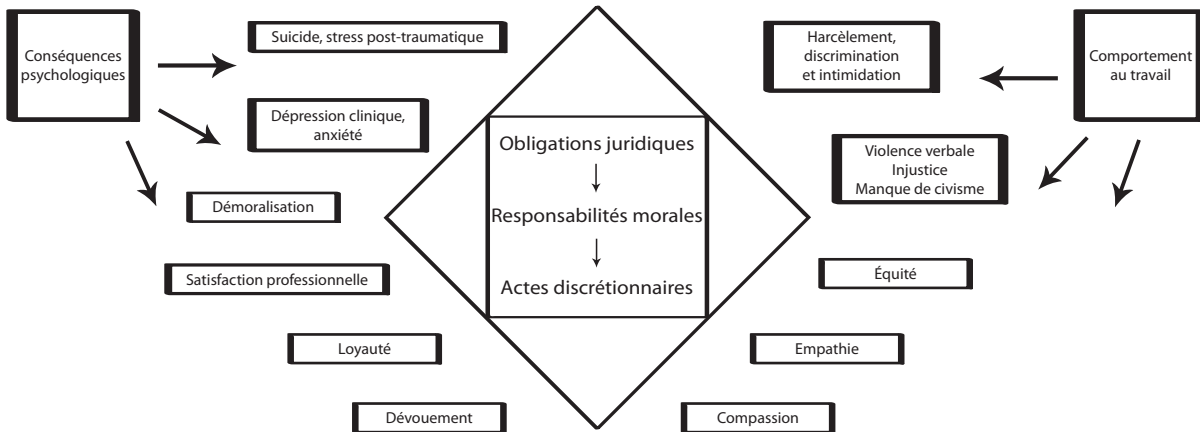 Conséquences
psychologiques
Suicide, stress post-traumatique
Dépression clinique,
anxiété
Démoralisation
Satisfaction professionnelle
Loyauté
Dévouement
Obligations juridiques
Responsabilités morales
Actes discrétionnaires
Harcèlement,
discrimination
et intimidation
Comportement
au travail
Violence verbale
Injustice
Manque de civisme
Équité
Empathie
Compassion